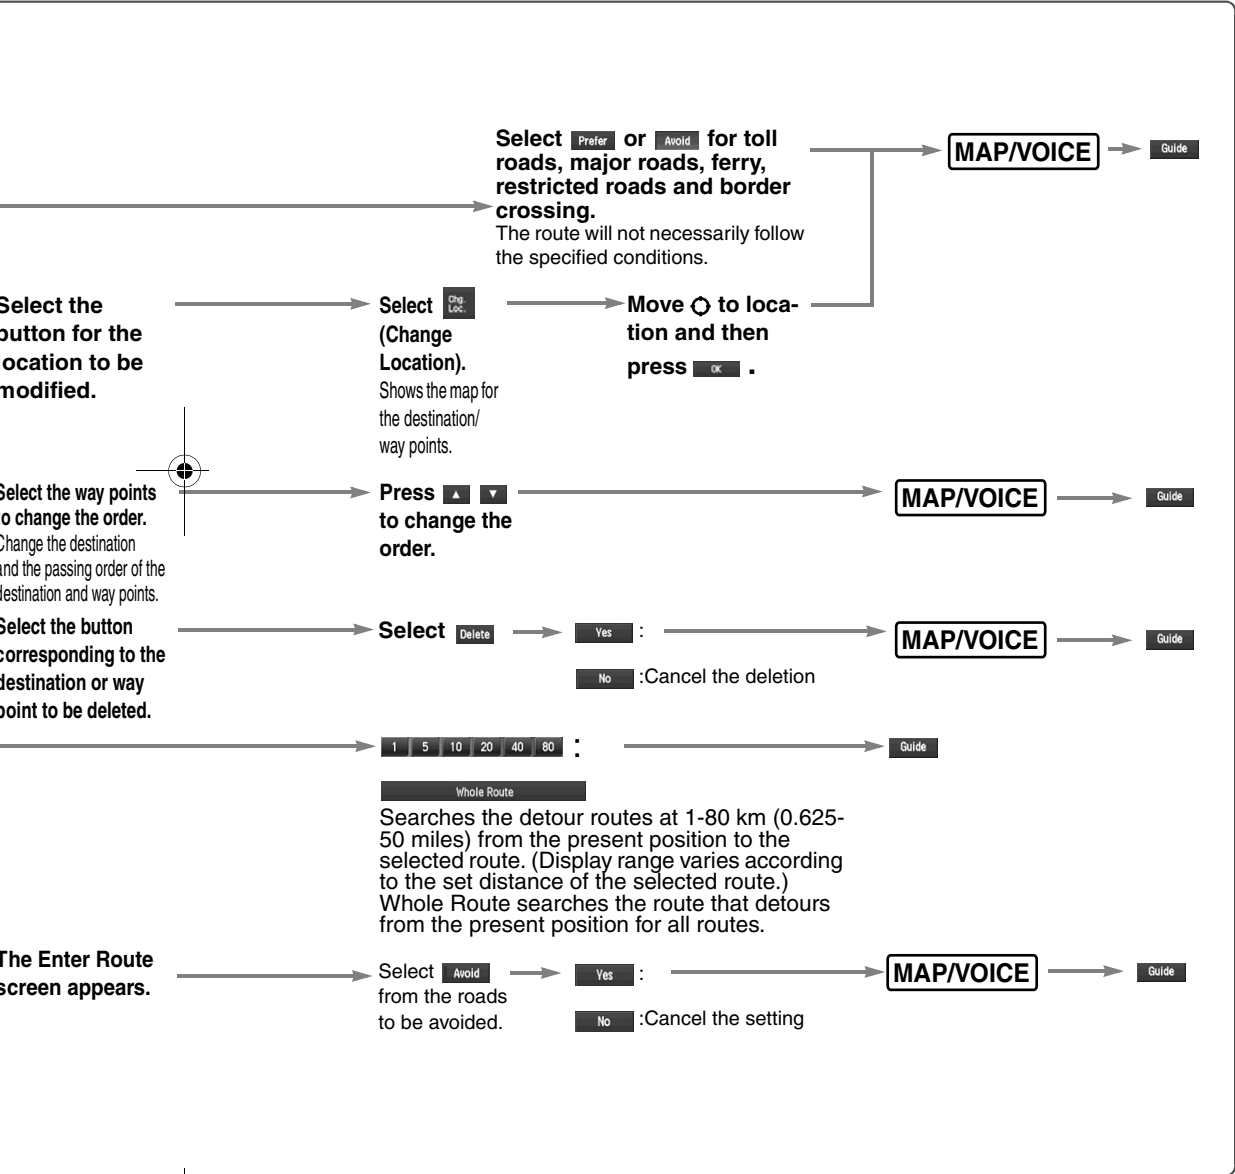 Select Prefer or Avoid for toll
roads, major roads, ferry,
restricted roads and border
crossing.
The route will not necessarily follow
the specified conditions.
MAP/VOICE
Guide
Select the
button for the
location to be
modified.
Select Chg. Loc.
(Change
Location).
Shows the map for
the destination/
way points.
Move to loca-
tion and then
press OK .
Select the way points
to change the order.
Change the destination
and the passing order of the
destination and way points.
Press ▲ ▼
to change the
order.
MAP/VOICE
Guide
Select the button
corresponding to the
destination or way
point to be deleted.
Select Delete
Yes :
No :Cancel the deletion
MAP/VOICE
Guide
1 5 10 20 40 80 :
Guide
Whole Route
Searches the detour routes at 1-80 km (0.625-
50 miles) from the present position to the
selected route. (Display range varies according
to the set distance of the selected route.)
Whole Route searches the route that detours
from the present position for all routes.
The Enter Route
screen appears.
Select Avoid
from the roads
to be avoided.
Yes :
No :Cancel the setting
MAP/VOICE
Guide